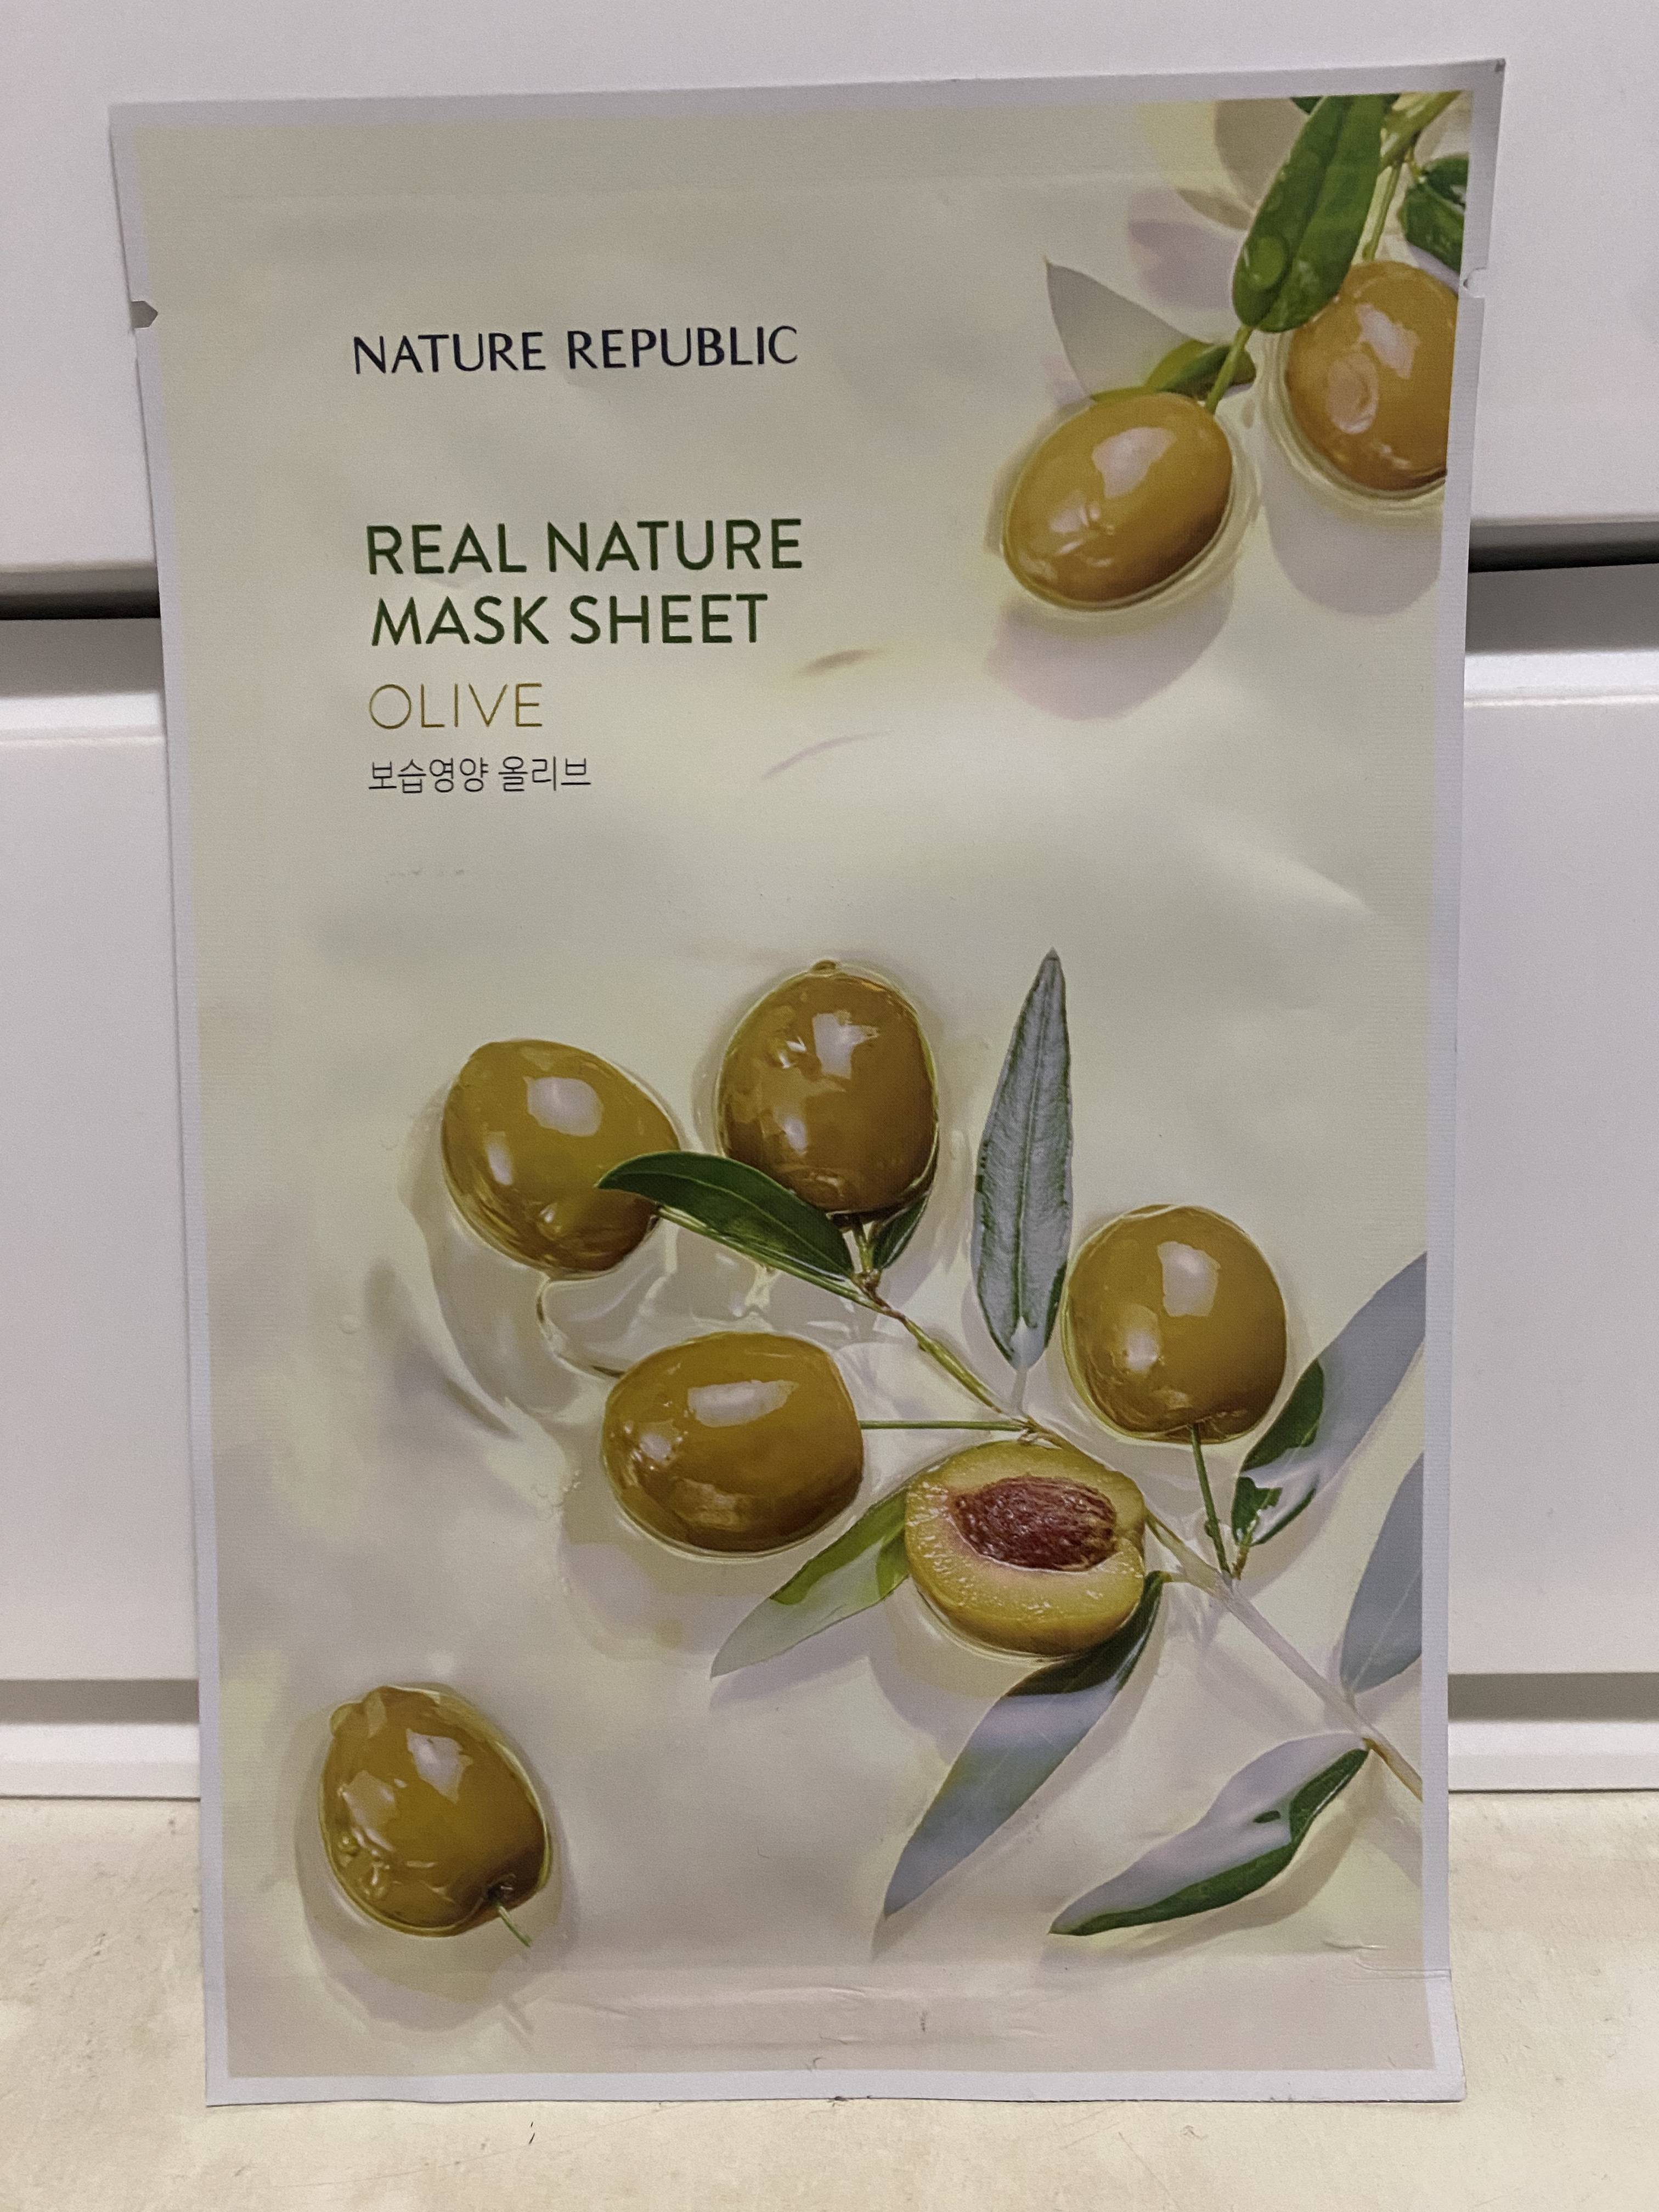 NATURE REPUBLIC
REAL NATURE
MASK SHEET
OLIVE
보습영양 올리브